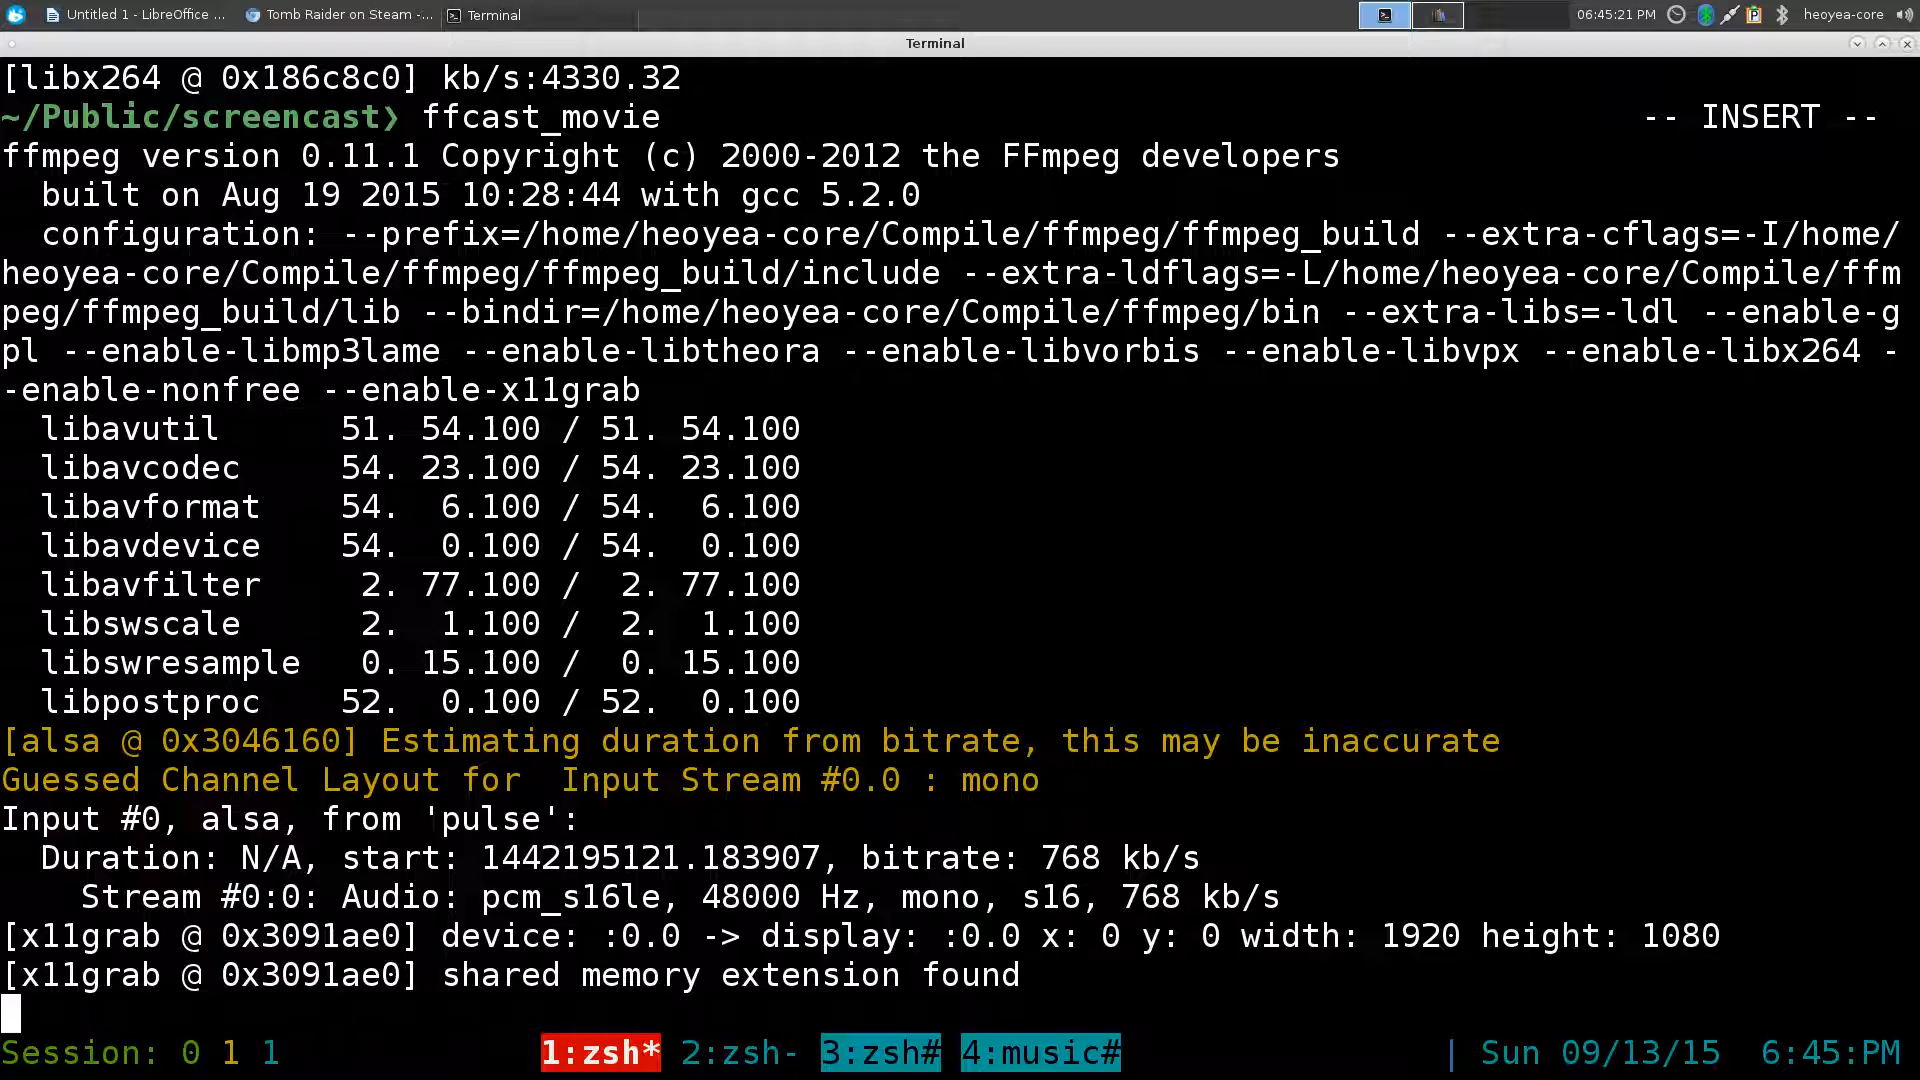 Untitled 1 - LibreOffice ... Tomb Raider on Steam -... Terminal 06:45:21 PM heoyea-core
Terminal
[libx264 @ 0x186c8c0] kb/s:4330.32
~/Public/screencast❯ ffcast_movie -- INSERT --
ffmpeg version 0.11.1 Copyright (c) 2000-2012 the FFmpeg developers
  built on Aug 19 2015 10:28:44 with gcc 5.2.0
  configuration: --prefix=/home/heoyea-core/Compile/ffmpeg/ffmpeg_build --extra-cflags=-I/home/
heoyea-core/Compile/ffmpeg/ffmpeg_build/include --extra-ldflags=-L/home/heoyea-core/Compile/ffm
peg/ffmpeg_build/lib --bindir=/home/heoyea-core/Compile/ffmpeg/bin --extra-libs=-ldl --enable-g
pl --enable-libmp3lame --enable-libtheora --enable-libvorbis --enable-libvpx --enable-libx264 -
-enable-nonfree --enable-x11grab
  libavutil      51. 54.100 / 51. 54.100
  libavcodec     54. 23.100 / 54. 23.100
  libavformat    54.  6.100 / 54.  6.100
  libavdevice    54.  0.100 / 54.  0.100
  libavfilter     2. 77.100 /  2. 77.100
  libswscale      2.  1.100 /  2.  1.100
  libswresample   0. 15.100 /  0. 15.100
  libpostproc    52.  0.100 / 52.  0.100
[alsa @ 0x3046160] Estimating duration from bitrate, this may be inaccurate
Guessed Channel Layout for  Input Stream #0.0 : mono
Input #0, alsa, from 'pulse':
  Duration: N/A, start: 1442195121.183907, bitrate: 768 kb/s
    Stream #0:0: Audio: pcm_s16le, 48000 Hz, mono, s16, 768 kb/s
[x11grab @ 0x3091ae0] device: :0.0 -> display: :0.0 x: 0 y: 0 width: 1920 height: 1080
[x11grab @ 0x3091ae0] shared memory extension found
Session: 0 1 1 1:zsh* 2:zsh- 3:zsh# 4:music# | Sun 09/13/15 6:45:PM